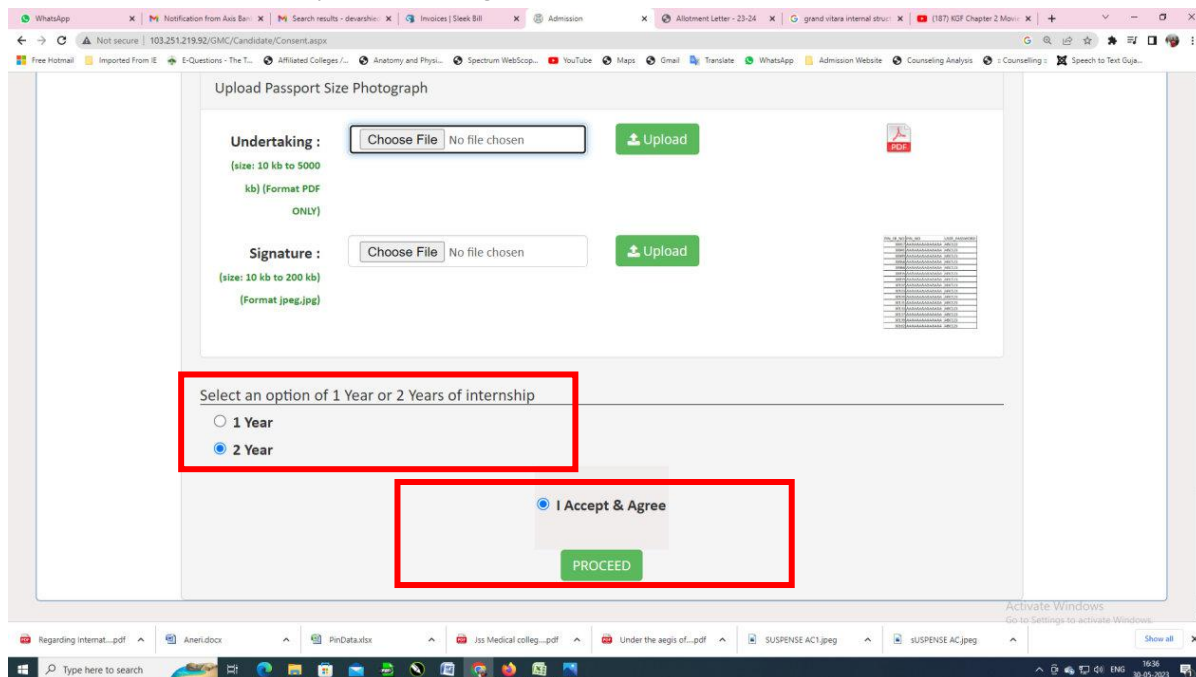 WhatsApp
Notification from Axis Ban
Search results - devarshiec
Invoices | Sleek Bill
Admission
Allotment Letter - 23-24
grand vitara internal struct
(187) KGF Chapter 2 Movie
Not secure | 103.251.219.92/GMC/Candidate/Consent.aspx
Free Hotmail Imported From IE E-Questions - The T... Affiliated Colleges /... Anatomy and Physi... Spectrum WebScop... YouTube Maps Gmail Translate WhatsApp Admission Website Counseling Analysis :: Counselling :: Speech to Text Guja...
Upload Passport Size Photograph
Undertaking : Choose File No file chosen Upload PDF
(size: 10 kb to 5000
kb) (Format PDF
ONLY)
Signature : Choose File No file chosen Upload
(size: 10 kb to 200 kb)
(Format jpeg,jpg)
Select an option of 1 Year or 2 Years of internship
1 Year
2 Year
I Accept & Agree
PROCEED
Activate Windows
Go to Settings to activate Windows.
Regarding internat....pdf Aneri.docx PinData.xlsx Jss Medical colleg....pdf Under the aegis of....pdf SUSPENSE AC1.jpeg sUSPENSE AC.jpeg Show all
Type here to search ENG 16:36
30-05-2023